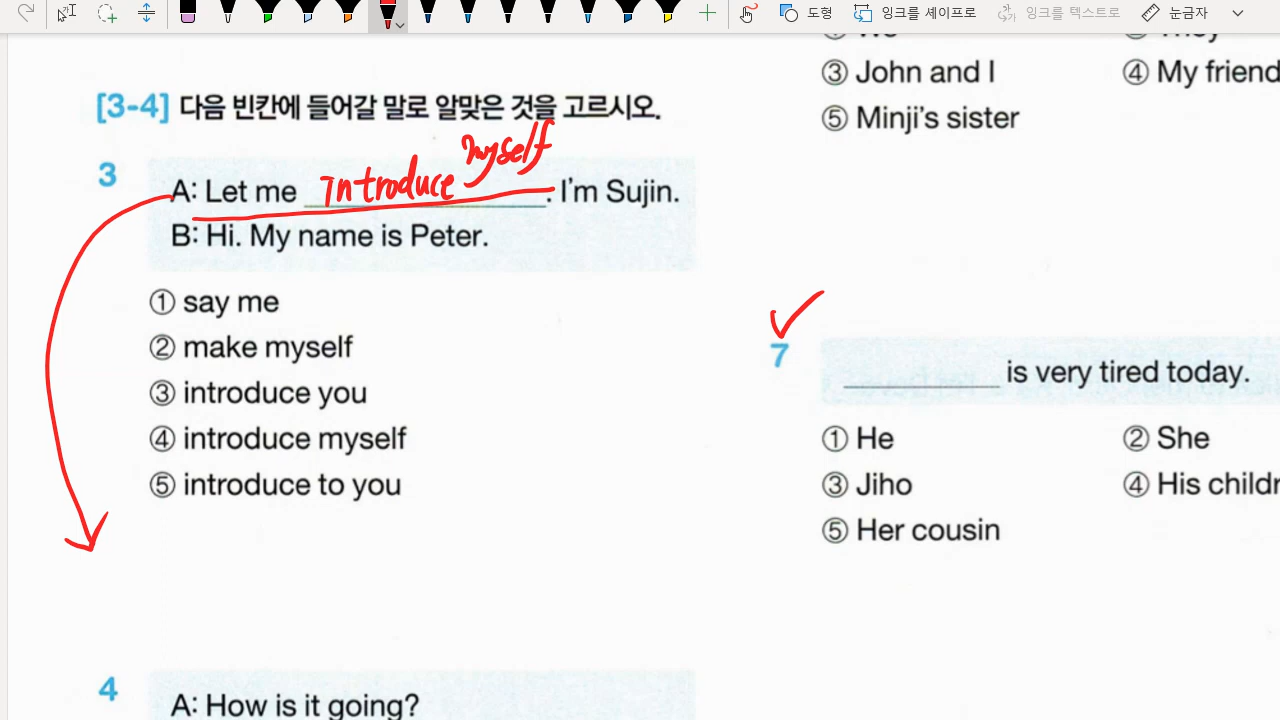 도형
잉크를 셰이프로
잉크를 텍스트로
눈금자
[3-4] 다음 빈칸에 들어갈 말로 알맞은 것을 고르시오.
3
A: Let me introduce myself. I'm Sujin.
B: Hi. My name is Peter.
① say me
② make myself
③ introduce you
④ introduce myself
⑤ introduce to you
4
A: How is it going?
③ John and I
④ My friend
⑤ Minji's sister
7
__________ is very tired today.
① He
② She
③ Jiho
④ His childr
⑤ Her cousin